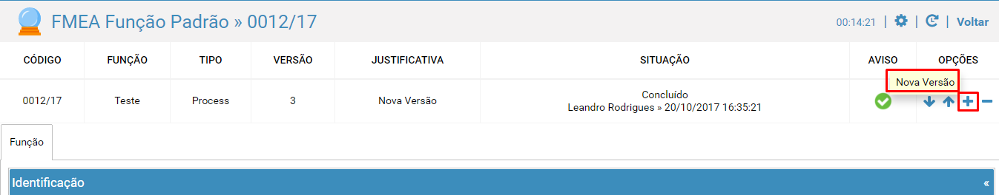 FMEA Função Padrão » 0012/17
00:14:21 | | | Voltar
CÓDIGO FUNÇÃO TIPO VERSÃO JUSTIFICATIVA SITUAÇÃO AVISO OPÇÕES
Nova Versão
0012/17 Teste Process 3 Nova Versão Concluído
Leandro Rodrigues » 20/10/2017 16:35:21
Função
Identificação «